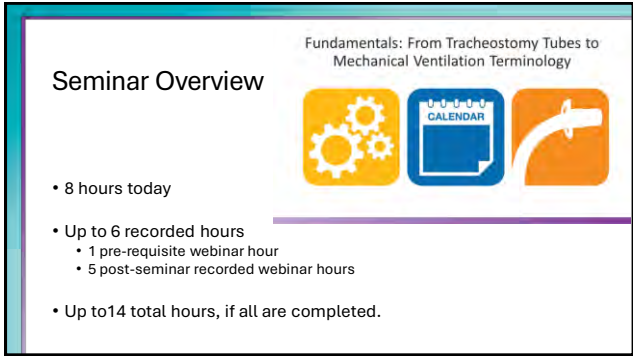 Fundamentals: From Tracheostomy Tubes to
Mechanical Ventilation Terminology
Seminar Overview
CALENDAR
• 8 hours today
• Up to 6 recorded hours
• 1 pre-requisite webinar hour
• 5 post-seminar recorded webinar hours
• Up to14 total hours, if all are completed.